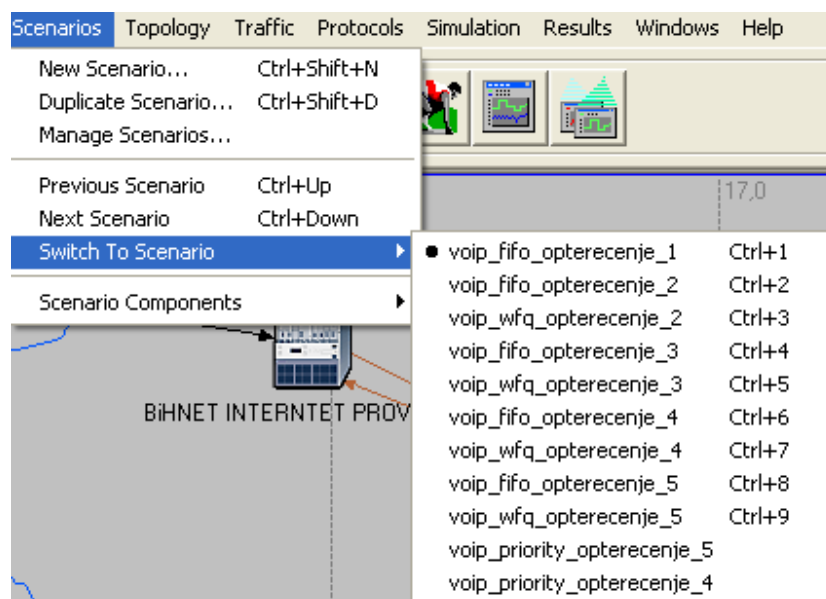 Scenarios Topology Traffic Protocols Simulation Results Windows Help
New Scenario... Ctrl+Shift+N
Duplicate Scenario... Ctrl+Shift+D
Manage Scenarios...
Previous Scenario Ctrl+Up
Next Scenario Ctrl+Down
Switch To Scenario
Scenario Components
17,0
voip_fifo_opterecenje_1 Ctrl+1
voip_fifo_opterecenje_2 Ctrl+2
voip_wfq_opterecenje_2 Ctrl+3
voip_fifo_opterecenje_3 Ctrl+4
voip_wfq_opterecenje_3 Ctrl+5
voip_fifo_opterecenje_4 Ctrl+6
voip_wfq_opterecenje_4 Ctrl+7
voip_fifo_opterecenje_5 Ctrl+8
voip_wfq_opterecenje_5 Ctrl+9
voip_priority_opterecenje_5
voip_priority_opterecenje_4
BiHNET INTERNTET PROV